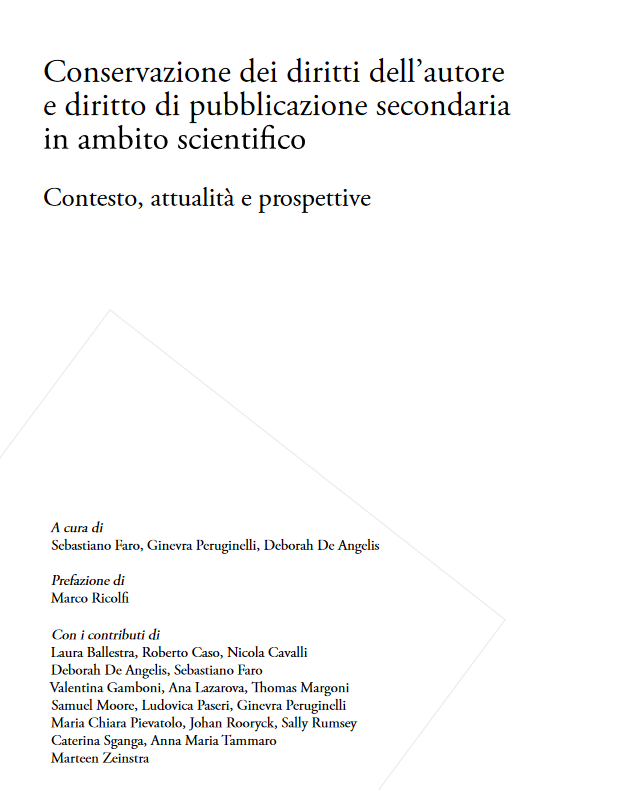 Conservazione dei diritti dell’autore
e diritto di pubblicazione secondaria
in ambito scientifico
Contesto, attualità e prospettive
A cura di
Sebastiano Faro, Ginevra Peruginelli, Deborah De Angelis
Prefazione di
Marco Ricolfi
Con i contributi di
Laura Ballestra, Roberto Caso, Nicola Cavalli
Deborah De Angelis, Sebastiano Faro
Valentina Gamboni, Ana Lazarova, Thomas Margoni
Samuel Moore, Ludovica Paseri, Ginevra Peruginelli
Maria Chiara Pievatolo, Johan Rooryck, Sally Rumsey
Caterina Sganga, Anna Maria Tammaro
Marteen Zeinstra